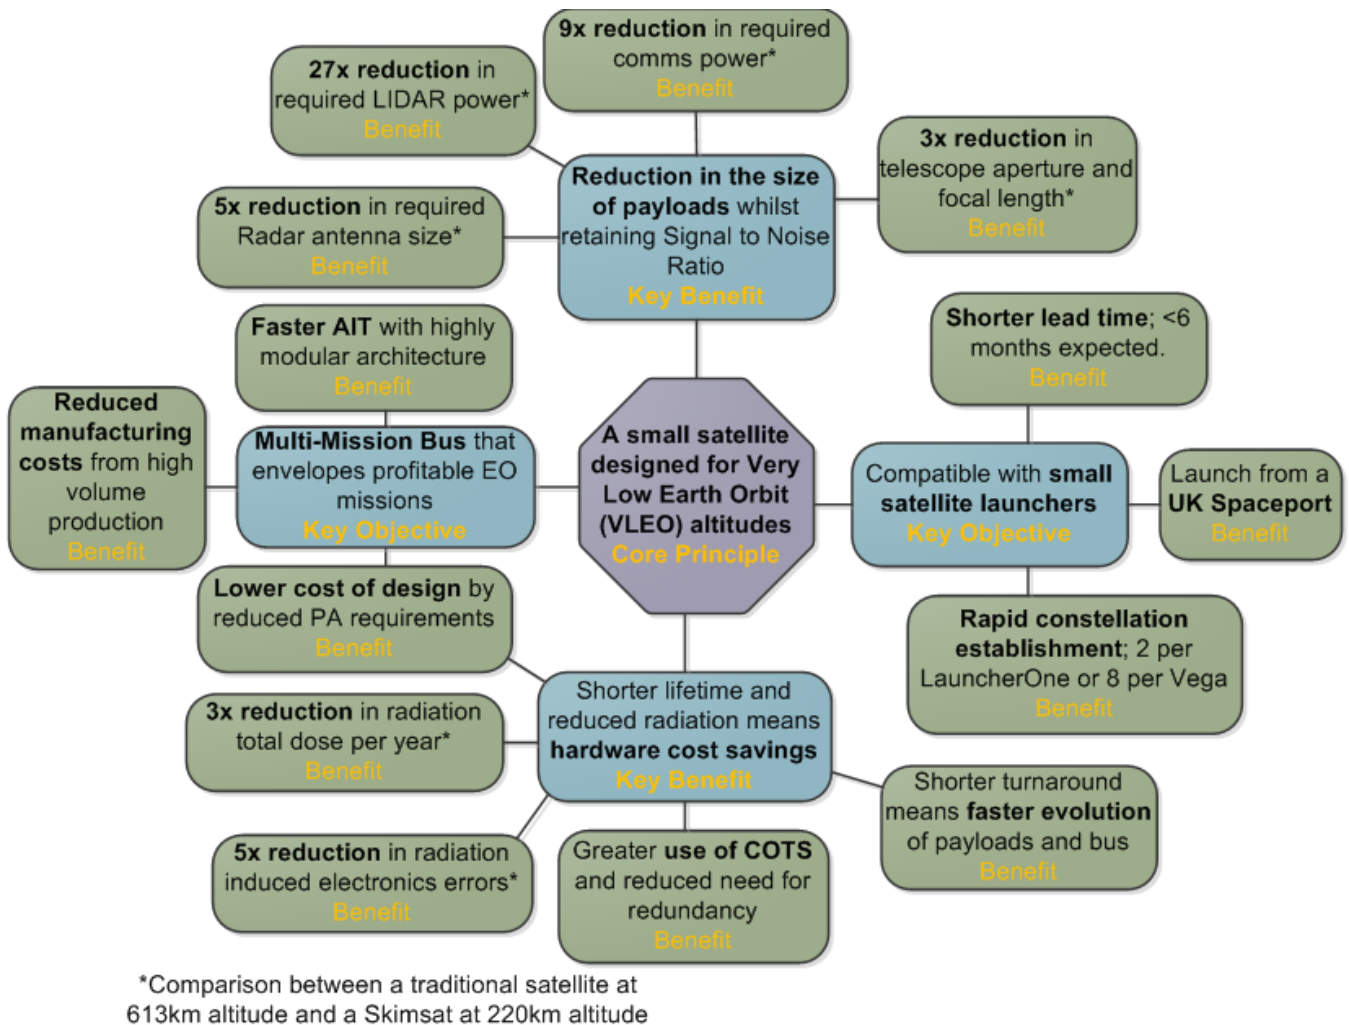 9x reduction in required
comms power*
Benefit
27x reduction in
required LIDAR power*
Benefit
3x reduction in
telescope aperture and
focal length*
Benefit
Reduction in the size
of payloads whilst
retaining Signal to Noise
Ratio
Key Benefit
5x reduction in required
Radar antenna size*
Benefit
Faster AIT with highly
modular architecture
Benefit
Shorter lead time; <6
months expected.
Benefit
Reduced
manufacturing
costs from high
volume
production
Benefit
Multi-Mission Bus that
envelopes profitable EO
missions
Key Objective
A small satellite
designed for Very
Low Earth Orbit
(VLEO) altitudes
Core Principle
Compatible with small
satellite launchers
Key Objective
Launch from a
UK Spaceport
Benefit
Lower cost of design by
reduced PA requirements
Benefit
Rapid constellation
establishment; 2 per
LauncherOne or 8 per Vega
Benefit
Shorter lifetime and
reduced radiation means
hardware cost savings
Key Benefit
3x reduction in radiation
total dose per year*
Benefit
Shorter turnaround
means faster evolution
of payloads and bus
Benefit
5x reduction in radiation
induced electronics errors*
Benefit
Greater use of COTS
and reduced need for
redundancy
Benefit
*Comparison between a traditional satellite at
613km altitude and a Skimsat at 220km altitude